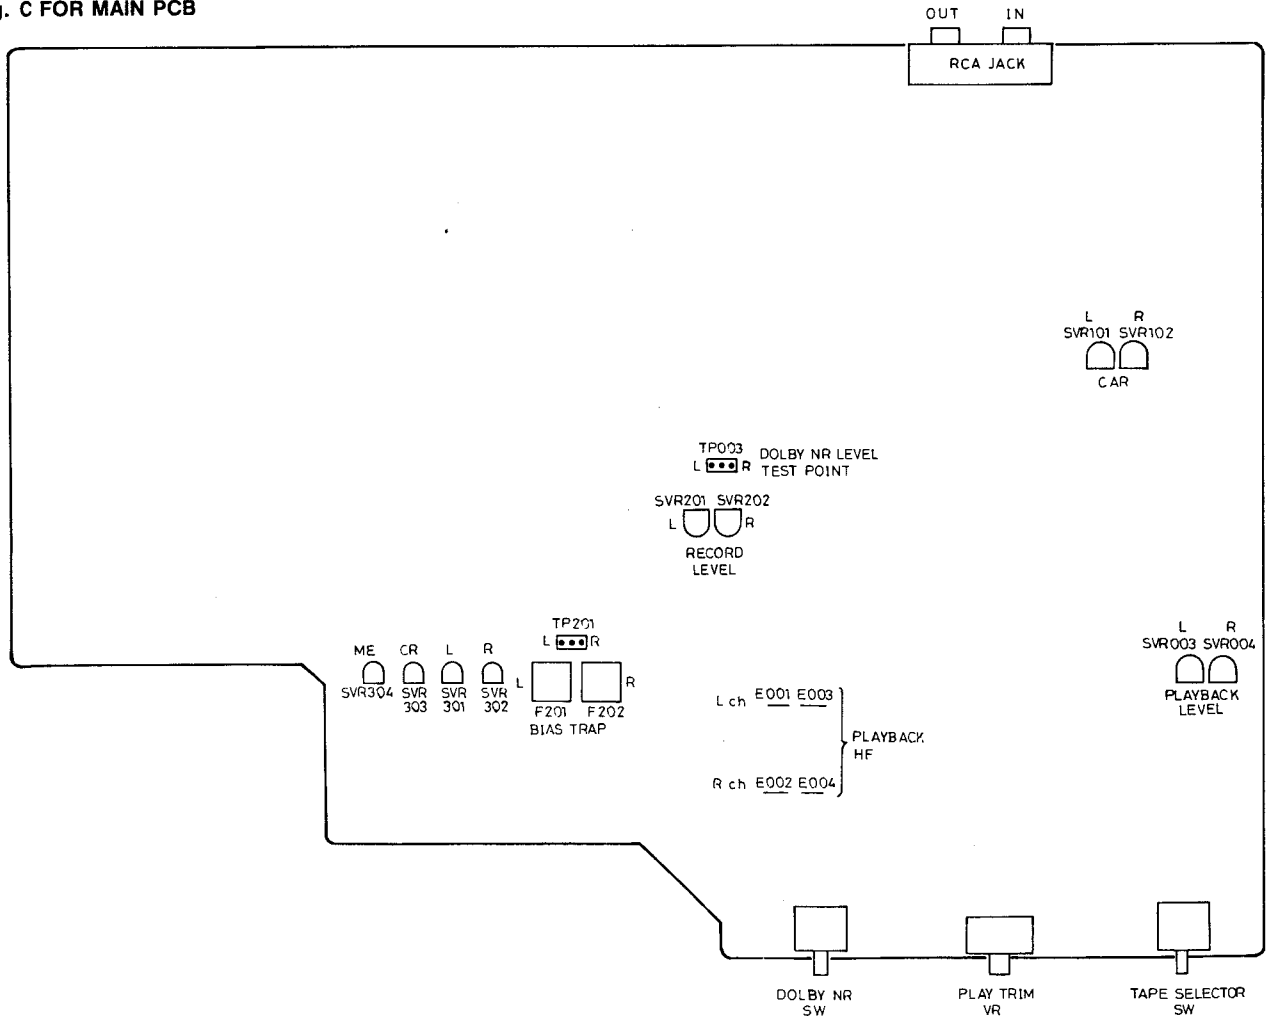 g. C FOR MAIN PCB
OUT IN
RCA JACK
L R
SVR101 SVR102
CAR
TP003
L R
DOLBY NR LEVEL
TEST POINT
SVR201 SVR202
L R
RECORD
LEVEL
TP201
L R
ME CR L R
SVR304
SVR
303
SVR
301
SVR
302
L R
F201 F202
BIAS TRAP
L R
SVR003 SVR004
PLAYBACK
LEVEL
L ch E001 E003
PLAYBACK
HF
R ch E002 E004
DOLBY NR
SW
PLAY TRIM
VR
TAPE SELECTOR
SW